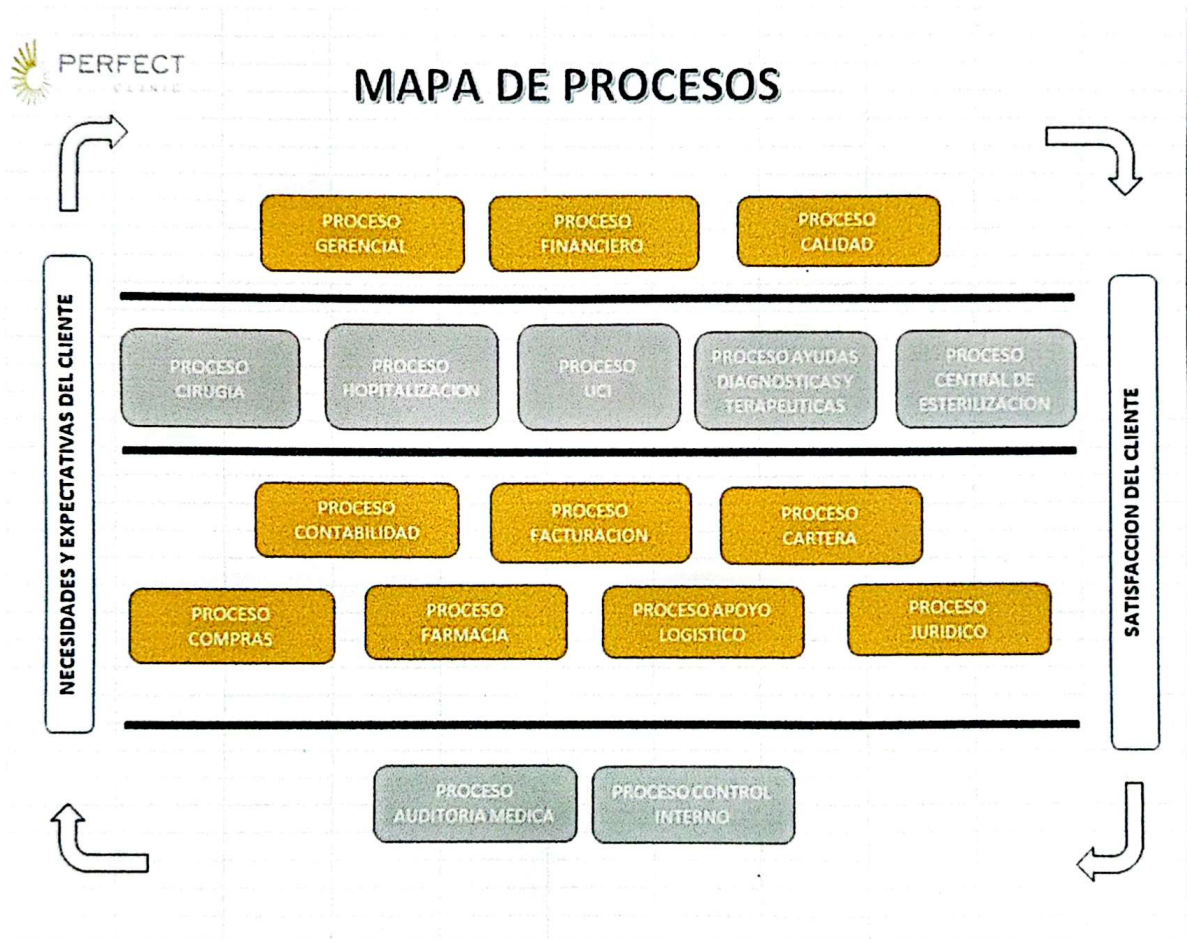 PERFECT
CLINIC
MAPA DE PROCESOS
PROCESO
GERENCIAL
PROCESO
FINANCIERO
PROCESO
CALIDAD
NECESIDADES Y EXPECTATIVAS DEL CLIENTE
PROCESO
CIRUGIA
PROCESO
HOPITALIZACION
PROCESO
UCI
PROCESO AYUDAS
DIAGNOSTICAS Y
TERAPEUTICAS
PROCESO
CENTRAL DE
ESTERILIZACION
SATISFACCION DEL CLIENTE
PROCESO
CONTABILIDAD
PROCESO
FACTURACION
PROCESO
CARTERA
PROCESO
COMPRAS
PROCESO
FARMACIA
PROCESO APOYO
LOGISTICO
PROCESO
JURIDICO
PROCESO
AUDITORIA MEDICA
PROCESO CONTROL
INTERNO